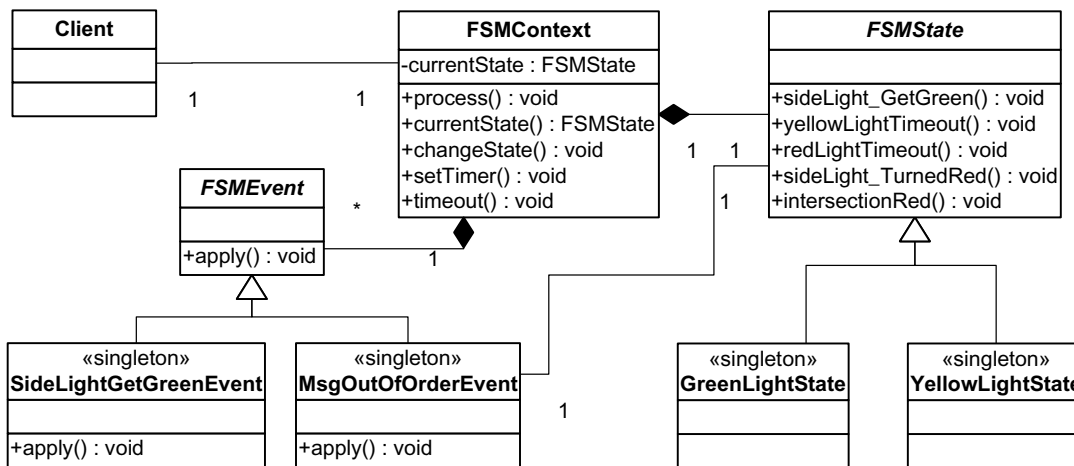 Client
FSMContext
-currentState : FSMState
+process() : void
+currentState() : FSMState
+changeState() : void
+setTimer() : void
+timeout() : void
FSMState
+sideLight_GetGreen() : void
+yellowLightTimeout() : void
+redLightTimeout() : void
+sideLight_TurnedRed() : void
+intersectionRed() : void
1
1
1
1
FSMEvent
+apply() : void
*
1
1
1
«singleton»
SideLightGetGreenEvent
+apply() : void
«singleton»
MsgOutOfOrderEvent
+apply() : void
«singleton»
GreenLightState
«singleton»
YellowLightState